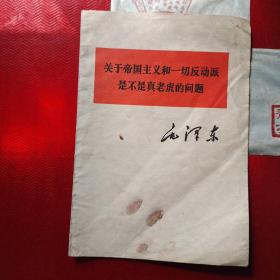 关于帝国主义和一切反动派
是不是真老虎的问题
毛泽东